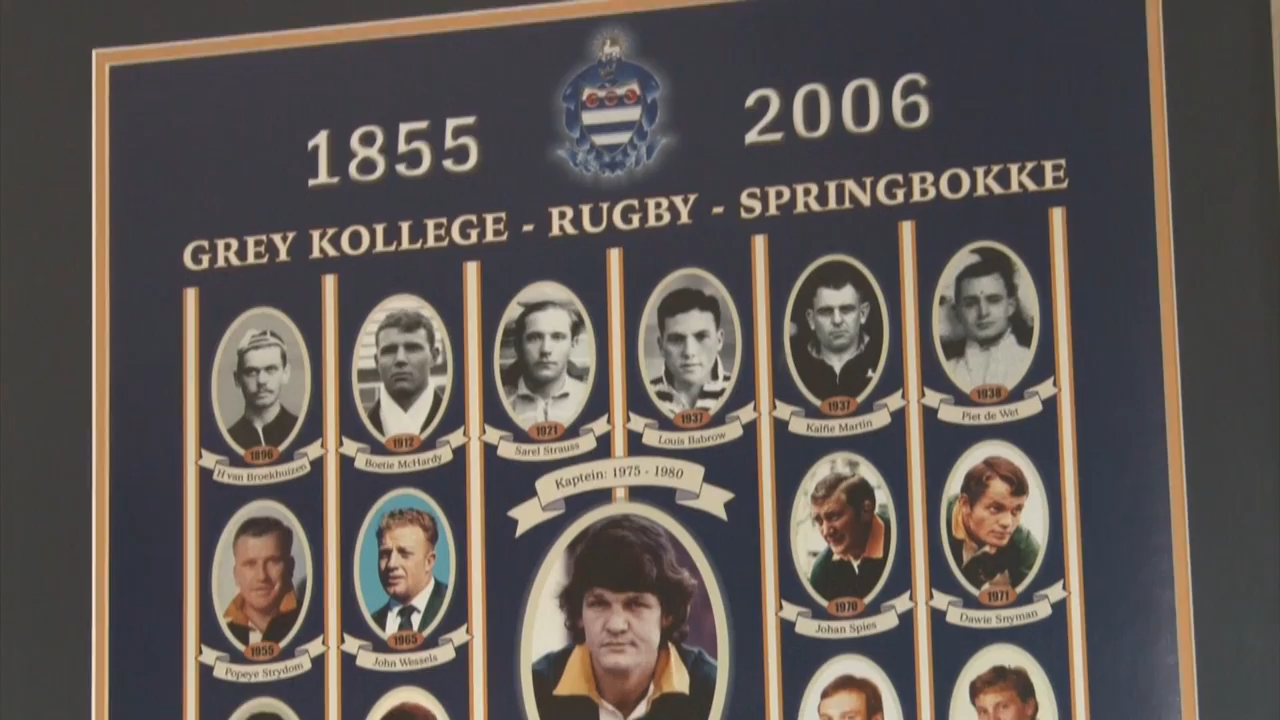 1855 2006
GREY KOLLEGE - RUGBY - SPRINGBOKKE
1896
H van Broekhuizen
1912
Boetie McHardy
1921
Sarel Strauss
1937
Louis Babrow
1937
Kalfie Martin
1938
Piet de Wet
Kaptein: 1975 - 1980
1955
Popeye Strydom
1965
John Wessels
1970
Johan Spies
1971
Dawie Snyman